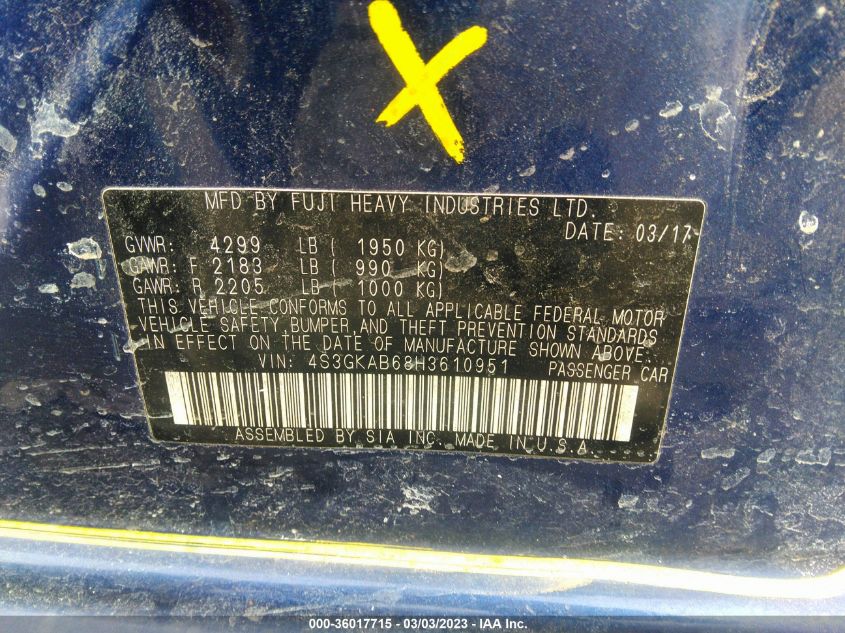 MFD BY FUJI HEAVY INDUSTRIES LTD.
DATE: 03/17
GVWR: 4299 LB ( 1950 KG)
GAWR: F 2183 LB ( 990 KG)
GAWR: R 2205 LB ( 1000 KG)
THIS VEHICLE CONFORMS TO ALL APPLICABLE FEDERAL MOTOR
VEHICLE SAFETY, BUMPER, AND THEFT PREVENTION STANDARDS
IN EFFECT ON THE DATE OF MANUFACTURE SHOWN ABOVE.
VIN: 4S3GKAB68H3610951 PASSENGER CAR
ASSEMBLED BY SIA INC. MADE IN U.S.A.
000-36017715 - 03/03/2023 - IAA Inc.